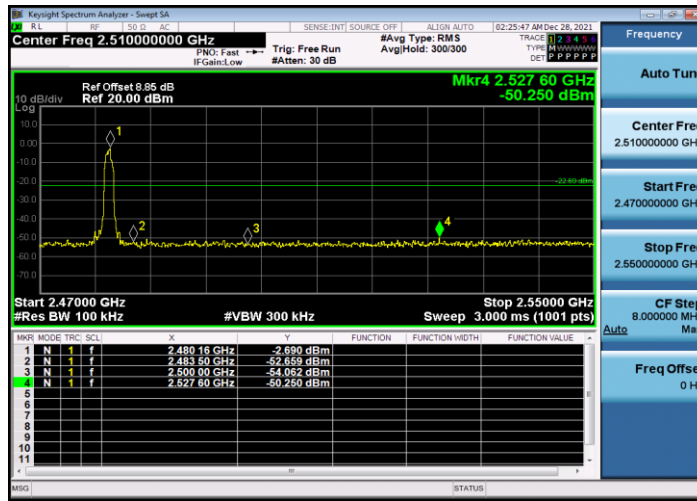 Keysight Spectrum Analyzer - Swept SA
RL RF 50 Ω AC SENSE:INT SOURCE OFF ALIGN AUTO 02:25:47 AM Dec 28, 2021
Center Freq 2.510000000 GHz
PNO: Fast
IFGain:Low
Trig: Free Run
#Atten: 30 dB
#Avg Type: RMS
Avg|Hold: 300/300
TRACE 1 2 3 4 5 6
TYPE M W W W W W
DET P P P P P P
Frequency
Auto Tun
Center Fre
2.510000000 GH
Start Fre
2.470000000 GH
Stop Fre
2.550000000 GH
CF Step
8.000000 MH
Auto Ma
Freq Offse
0 H
Ref Offset 8.85 dB
10 dB/div Ref 20.00 dBm
Log
Mkr4 2.527 60 GHz
-50.250 dBm
10.0
0.00
-10.0
-20.0
-30.0
-40.0
-50.0
-60.0
-70.0
1
2
3
4
-22.69 dBm
Start 2.47000 GHz Stop 2.55000 GHz
#Res BW 100 kHz #VBW 300 kHz Sweep 3.000 ms (1001 pts)
MKR MODE TRC SCL X Y FUNCTION FUNCTION WIDTH FUNCTION VALUE
1 N 1 f 2.480 16 GHz -2.690 dBm
2 N 1 f 2.483 50 GHz -52.659 dBm
3 N 1 f 2.500 00 GHz -54.062 dBm
4 N 1 f 2.527 60 GHz -50.250 dBm
5
6
7
8
9
10
11
MSG STATUS